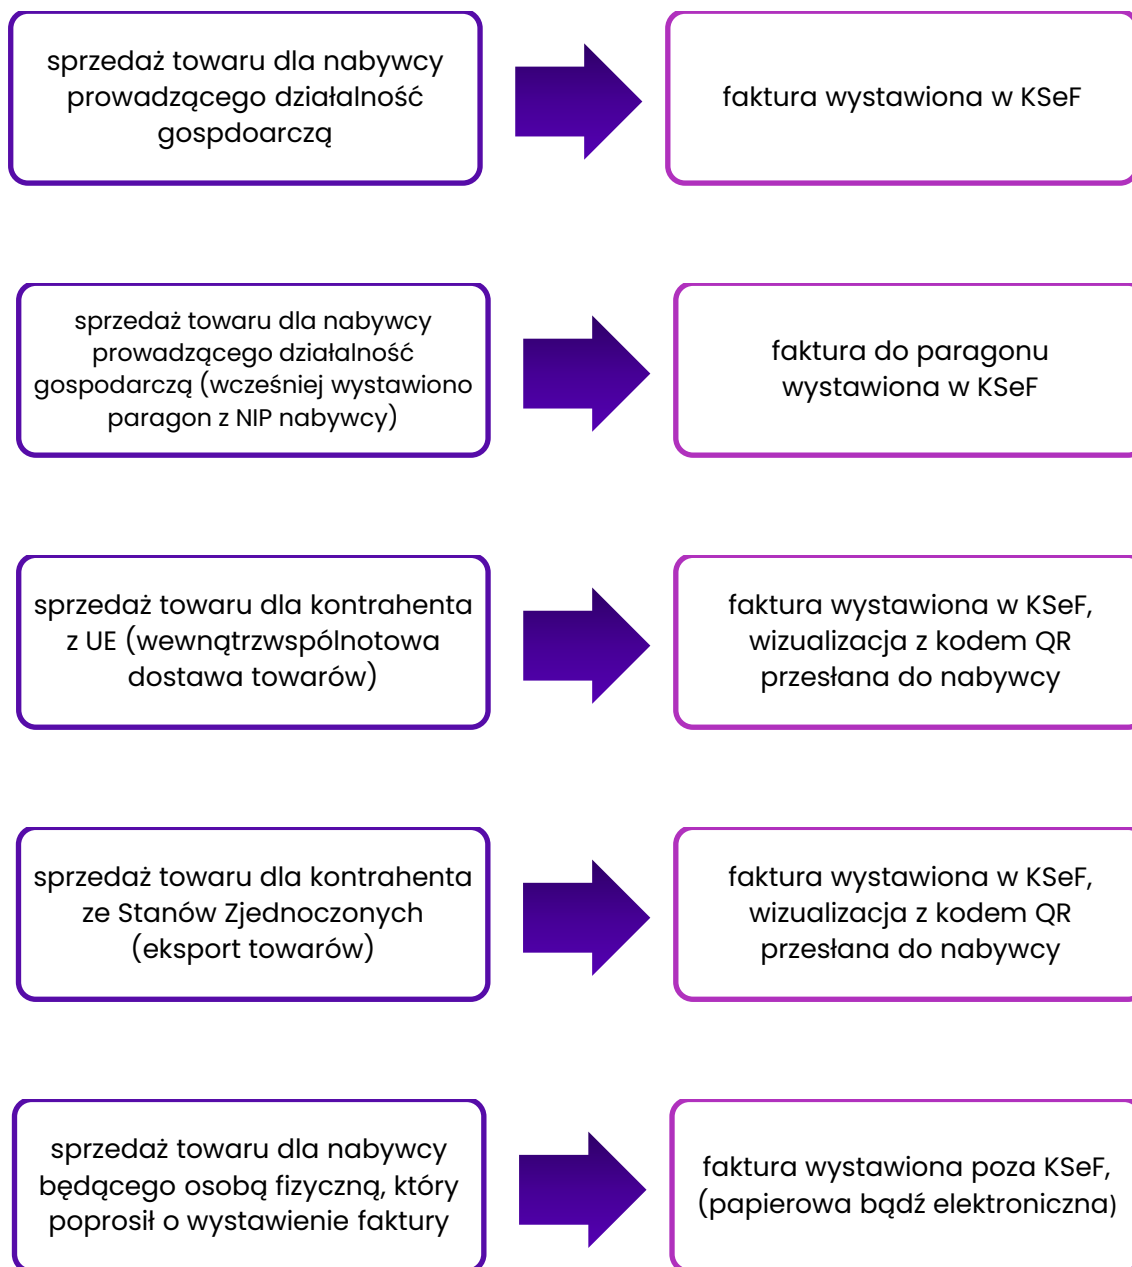 sprzedaż towaru dla nabywcy
prowadzącego działalność
gospdoarczą
faktura wystawiona w KSeF
sprzedaż towaru dla nabywcy
prowadzącego działalność
gospodarczą (wcześniej wystawiono
paragon z NIP nabywcy)
faktura do paragonu
wystawiona w KSeF
sprzedaż towaru dla kontrahenta
z UE (wewnątrzwspólnotowa
dostawa towarów)
faktura wystawiona w KSeF,
wizualizacja z kodem QR
przesłana do nabywcy
sprzedaż towaru dla kontrahenta
ze Stanów Zjednoczonych
(eksport towarów)
faktura wystawiona w KSeF,
wizualizacja z kodem QR
przesłana do nabywcy
sprzedaż towaru dla nabywcy
będącego osobą fizyczną, który
poprosił o wystawienie faktury
faktura wystawiona poza KSeF,
(papierowa bądź elektroniczna)